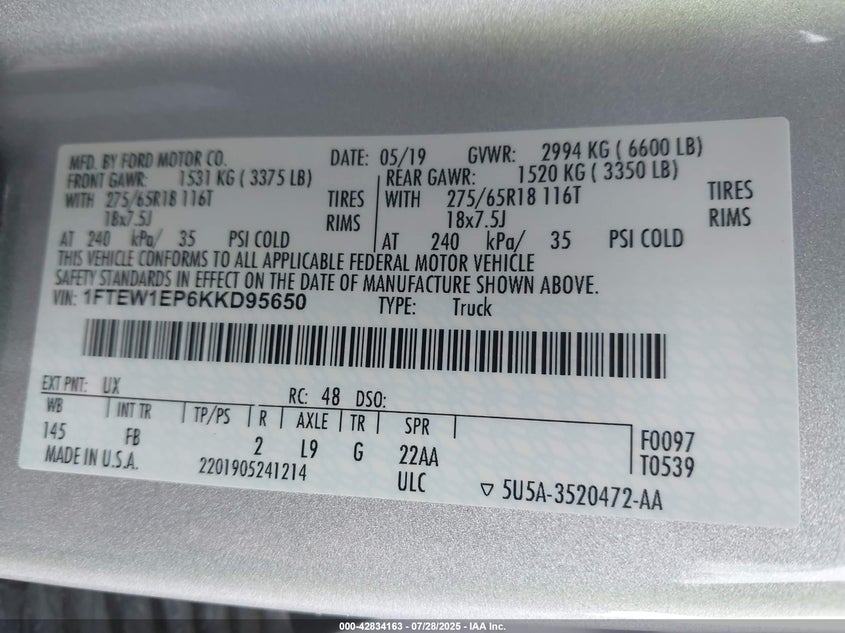 MFD. BY FORD MOTOR CO. DATE: 05/19 GVWR: 2994 KG ( 6600 LB)
FRONT GAWR: 1531 KG ( 3375 LB) REAR GAWR: 1520 KG ( 3350 LB)
WITH 275/65R18 116T TIRES WITH 275/65R18 116T TIRES
18x7.5J RIMS 18x7.5J RIMS
AT 240 kPa/ 35 PSI COLD AT 240 kPa/ 35 PSI COLD
THIS VEHICLE CONFORMS TO ALL APPLICABLE FEDERAL MOTOR VEHICLE
SAFETY STANDARDS IN EFFECT ON THE DATE OF MANUFACTURE SHOWN ABOVE.
VIN: 1FTEW1EP6KKD95650 TYPE: Truck
EXT PNT: UX RC: 48 DSO:
WB INT TR TP/PS R AXLE TR SPR
145 FB 2 L9 G 22AA F0097
MADE IN U.S.A. 2201905241214 ULC T0539
5U5A-3520472-AA
000-42834163 | 07/28/2025 - IAA Inc.